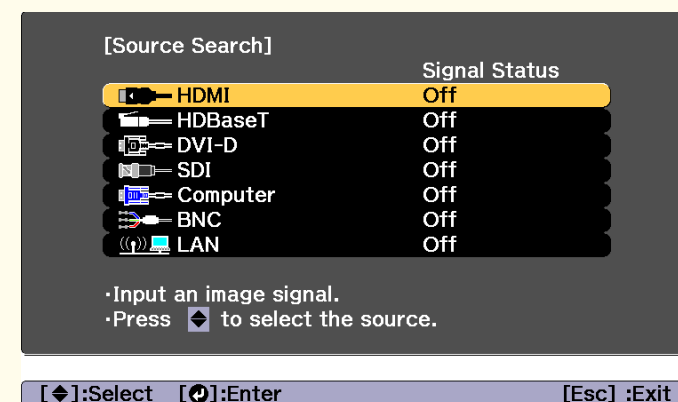 [Source Search]
Signal Status
HDMI Off
HDBaseT Off
DVI-D Off
SDI Off
Computer Off
BNC Off
LAN Off
·Input an image signal.
·Press ◆ to select the source.
[◆]:Select [↵]:Enter [Esc] :Exit